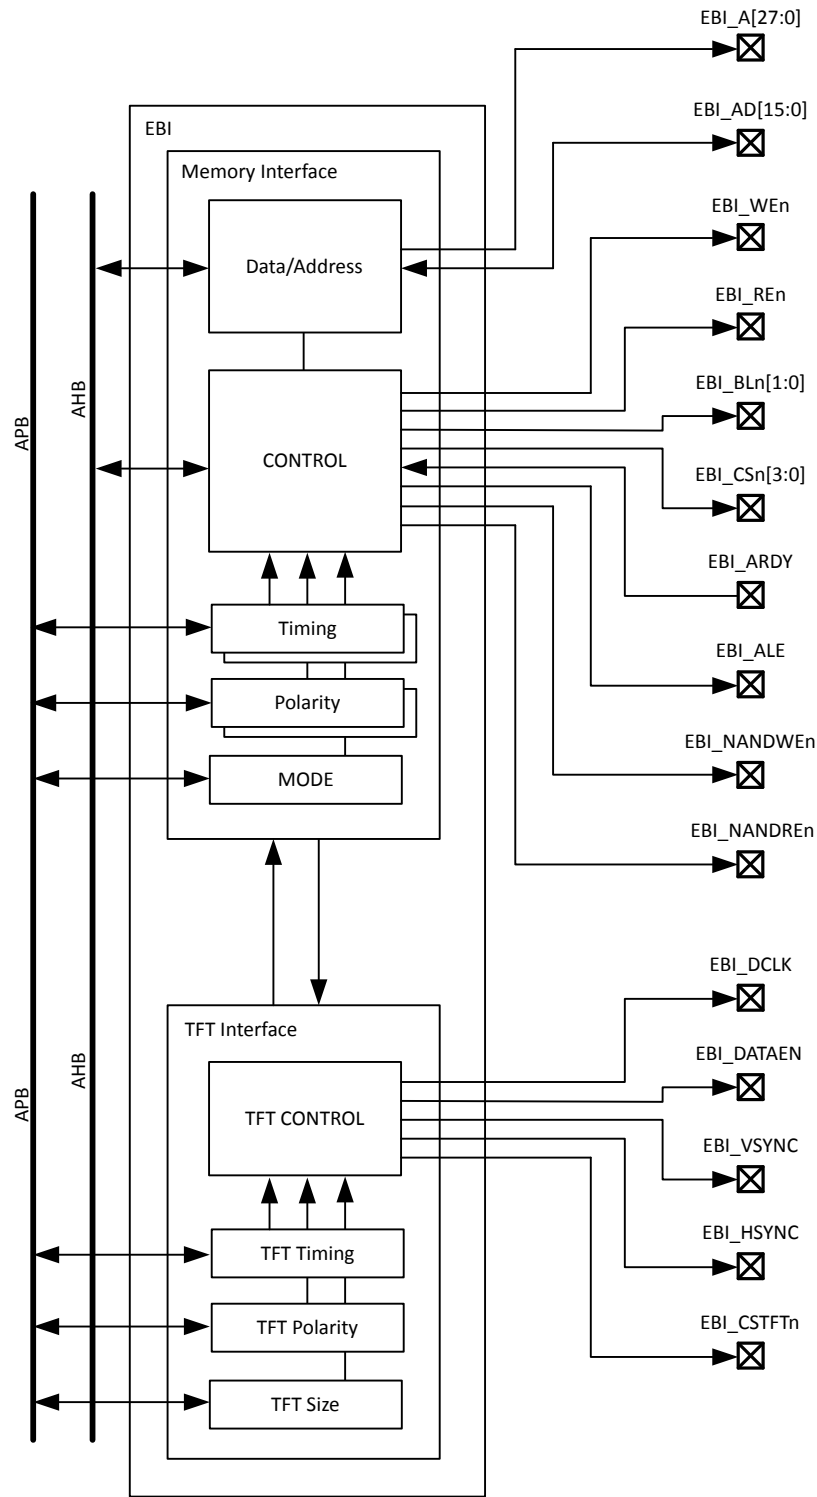 EBI_A[27:0]
EBI_AD[15:0]
EBI
Memory Interface
EBI_WEn
Data/Address
EBI_REn
EBI_BLn[1:0]
APB
AHB
CONTROL
EBI_CSn[3:0]
EBI_ARDY
Timing
EBI_ALE
Polarity
EBI_NANDWEn
MODE
EBI_NANDREn
EBI_DCLK
TFT Interface
EBI_DATAEN
APB
AHB
TFT CONTROL
EBI_VSYNC
EBI_HSYNC
TFT Timing
TFT Polarity
EBI_CSTFTn
TFT Size